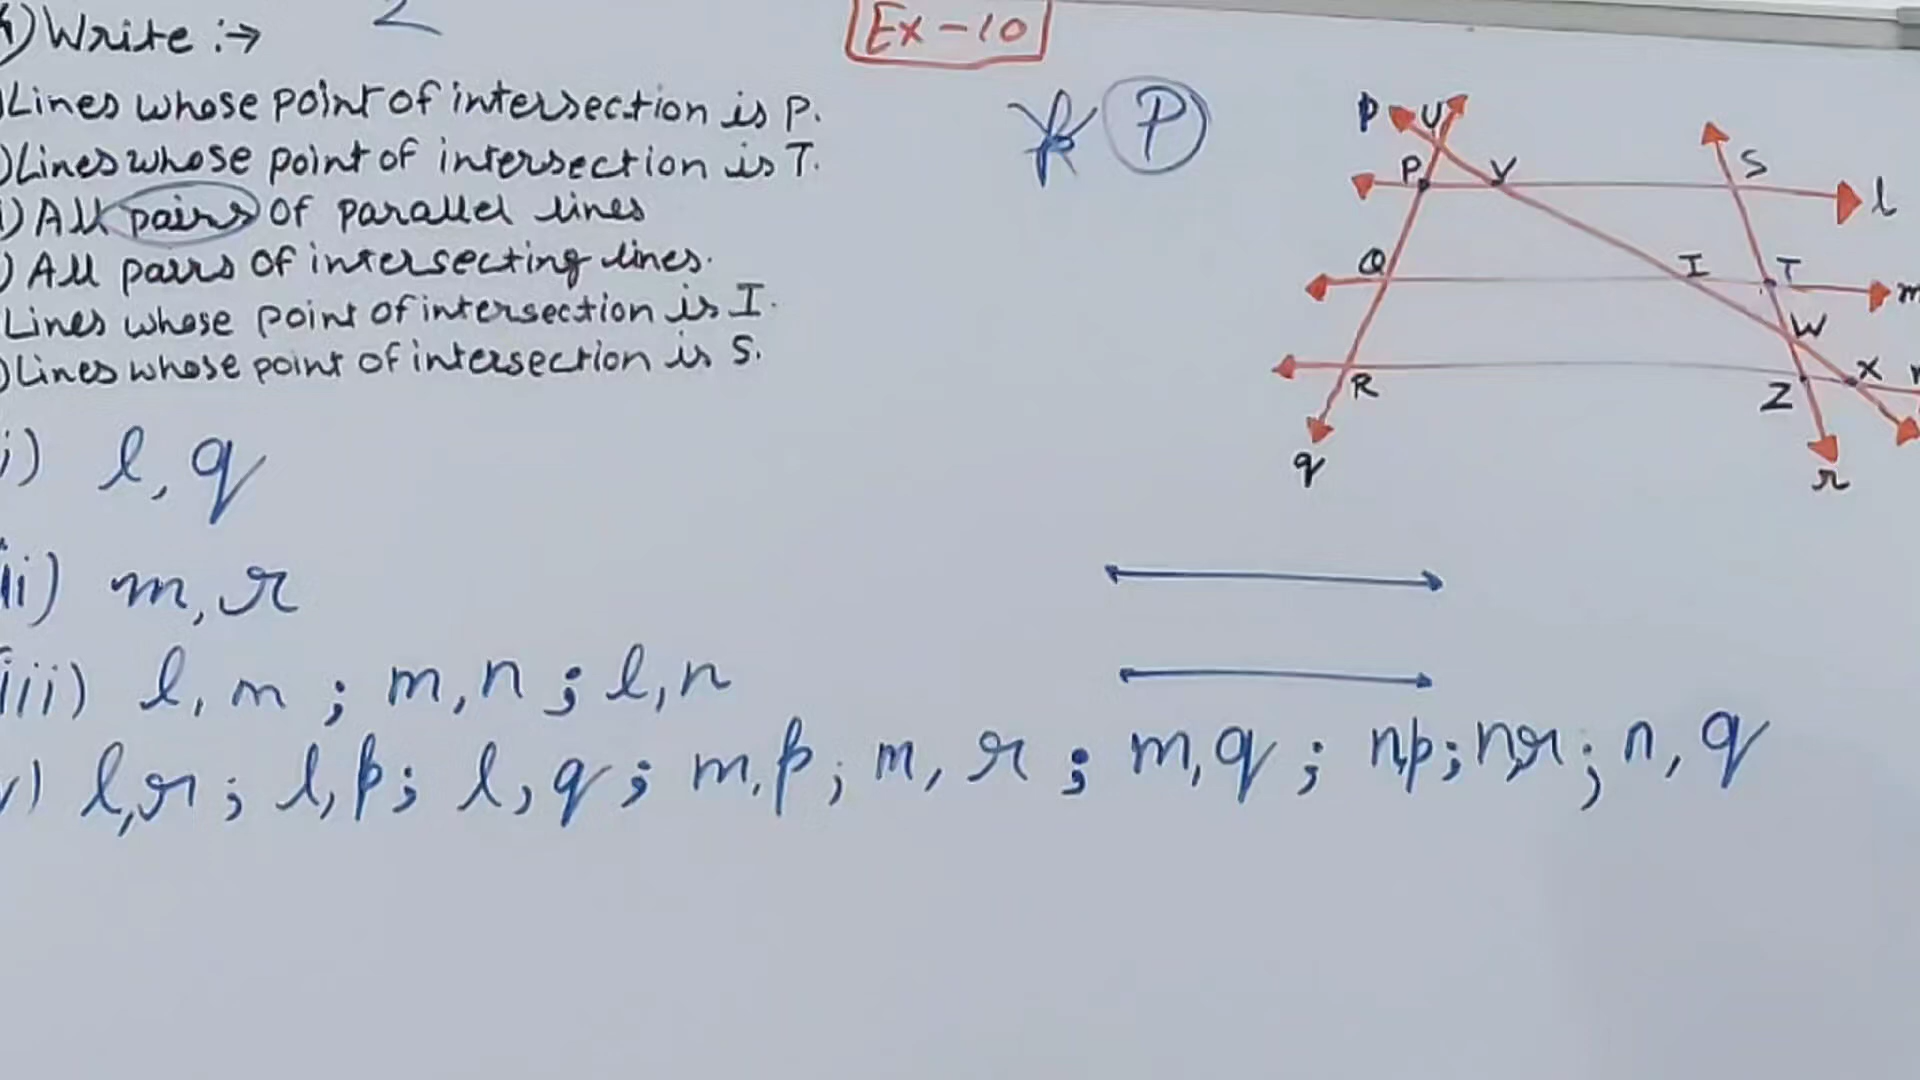 ) Write :→
Ex - 10
) Lines whose point of intersection is P.
) Lines whose point of intersection is T.
) All pairs of parallel lines
) All pairs of intersecting lines.
Lines whose point of intersection is I.
) Lines whose point of intersection is S.
p P
p U
P V S l
Q I T m
W
R Z X
q r
i) l, q
ii) m, r
iii) l, m ; m, n ; l, n
) l,r ; l,p ; l, q ; m,p ; m, r ; m,q ; n,p ; n,r ; n, q